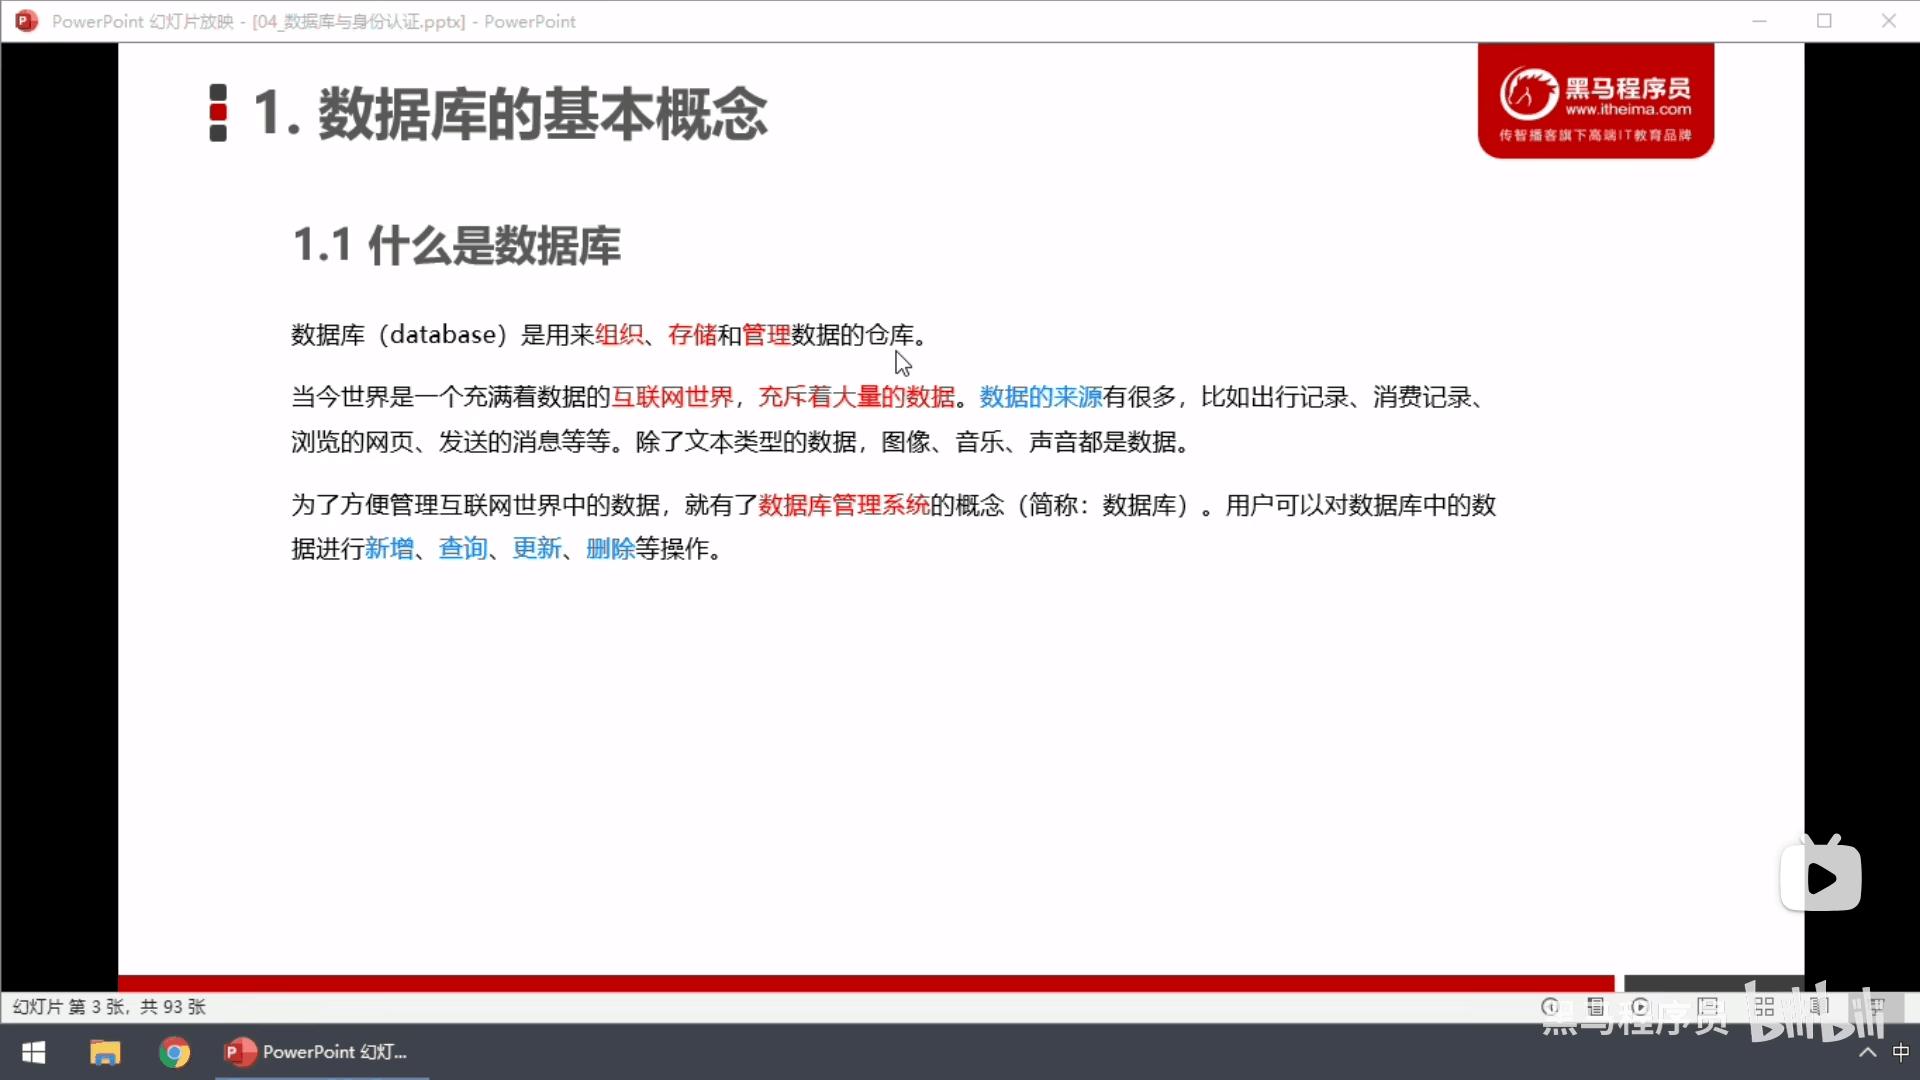 PowerPoint 幻灯片放映 - [04_数据库与身份认证.pptx] - PowerPoint
1. 数据库的基本概念
黑马程序员
www.itheima.com
传智播客旗下高端IT教育品牌
1.1 什么是数据库
数据库（database）是用来组织、存储和管理数据的仓库。
当今世界是一个充满着数据的互联网世界，充斥着大量的数据。数据的来源有很多，比如出行记录、消费记录、
浏览的网页、发送的消息等等。除了文本类型的数据，图像、音乐、声音都是数据。
为了方便管理互联网世界中的数据，就有了数据库管理系统的概念（简称：数据库）。用户可以对数据库中的数
据进行新增、查询、更新、删除等操作。
幻灯片 第 3 张，共 93 张
黑马程序员 bilibili
PowerPoint 幻灯...
中